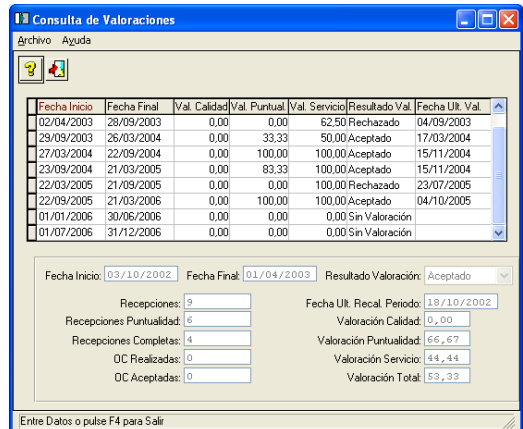 Consulta de Valoraciones
Archivo Ayuda
Fecha Inicio Fecha Final Val. Calidad Val. Puntual. Val. Servicio Resultado Val. Fecha Ult. Val.
02/04/2003 28/09/2003 0,00 0,00 62,50 Rechazado 04/09/2003
29/09/2003 26/03/2004 0,00 33,33 50,00 Aceptado 17/03/2004
27/03/2004 22/09/2004 0,00 100,00 100,00 Aceptado 15/11/2004
23/09/2004 21/03/2005 0,00 83,33 100,00 Aceptado 15/11/2004
22/03/2005 21/09/2005 0,00 0,00 100,00 Rechazado 23/07/2005
22/09/2005 21/03/2006 0,00 100,00 100,00 Aceptado 04/10/2005
01/01/2006 30/06/2006 0,00 0,00 0,00 Sin Valoración
01/07/2006 31/12/2006 0,00 0,00 0,00 Sin Valoración
Fecha Inicio: 03/10/2002 Fecha Final: 01/04/2003 Resultado Valoración: Aceptado
Recepciones: 9 Fecha Ult. Recal. Periodo: 18/10/2002
Recepciones Puntualidad: 6 Valoración Calidad: 0,00
Recepciones Completas: 4 Valoración Puntualidad: 66,67
OC Realizadas: 0 Valoración Servicio: 44,44
OC Aceptadas: 0 Valoración Total: 53,33
Entre Datos o pulse F4 para Salir